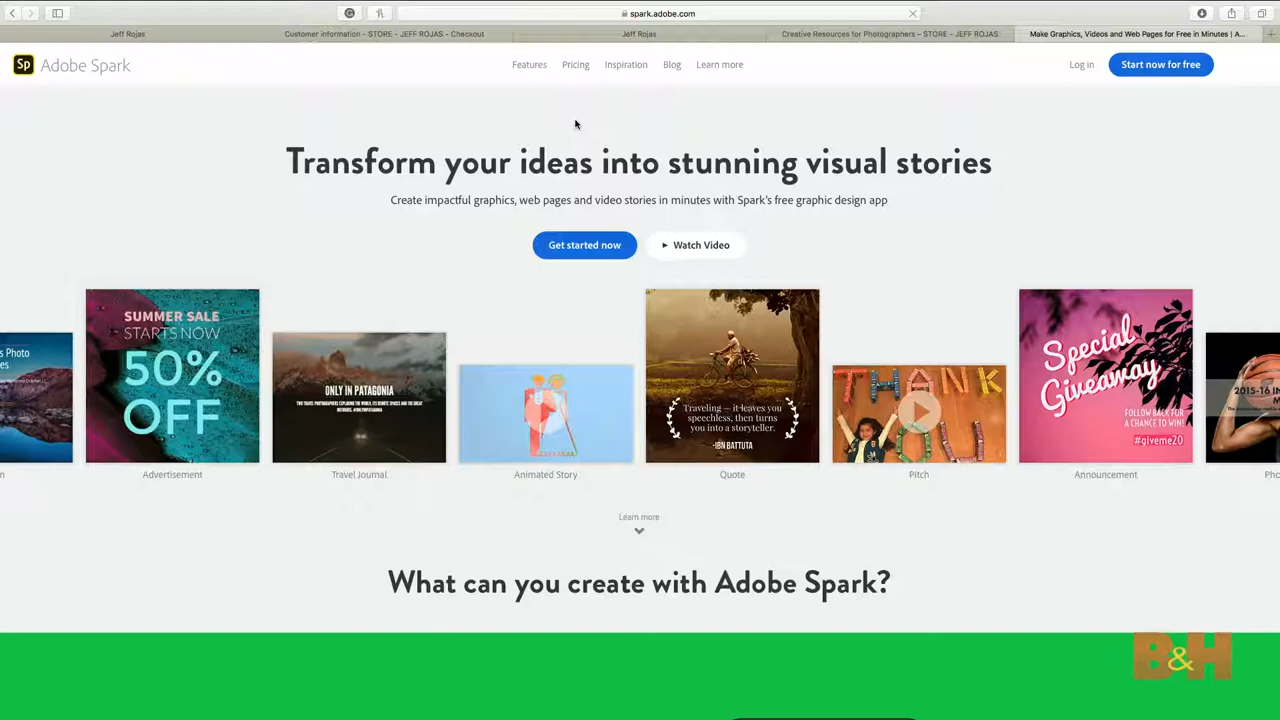 spark.adobe.com
Jeff Rojas
Customer information – STORE - JEFF ROJAS – Checkout
Jeff Rojas
Creative Resources for Photographers – STORE - JEFF ROJAS
Make Graphics, Videos and Web Pages for Free in Minutes | A...
Sp
Adobe Spark
Features
Pricing
Inspiration
Blog
Learn more
Log in
Start now for free
Transform your ideas into stunning visual stories
Create impactful graphics, web pages and video stories in minutes with Spark's free graphic design app
Get started now
Watch Video
s Photo
es
SUMMER SALE
STARTS NOW
50%
OFF
ONLY IN PATAGONIA
Traveling — it leaves you
speechless, then turns
you into a storyteller.
-IBN BATTUTA
THANK
YOU
Special
Giveaway
FOLLOW BACK FOR
A CHANCE TO WIN!
#giveme20
2015-16 IN
M
n
Advertisement
Travel Journal
Animated Story
Quote
Pitch
Announcement
Pho
Learn more
What can you create with Adobe Spark?
B&H